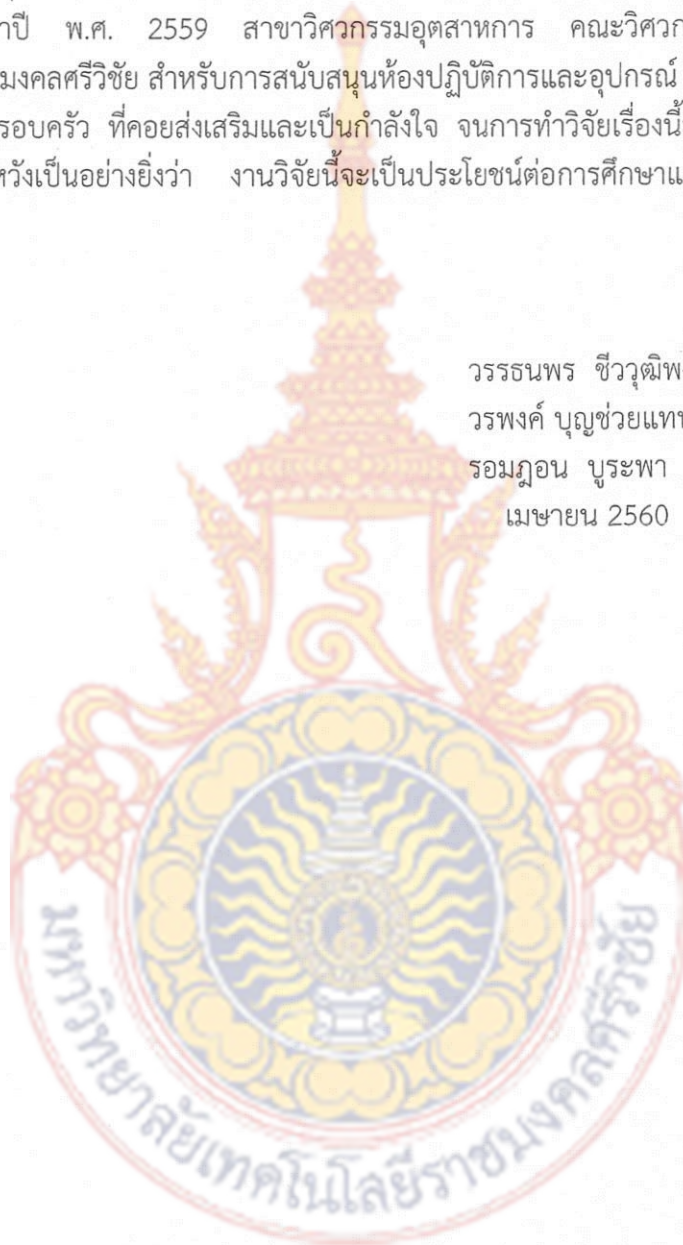 าปี พ.ศ. 2559 สาขาวิศวกรรมอุตสาหการ คณะวิศวก
มงคลศรีวิชัย สำหรับการสนับสนุนห้องปฏิบัติการและอุปกรณ์
รอบครัว ที่คอยส่งเสริมและเป็นกำลังใจ จนการทำวิจัยเรื่องนี้
หวังเป็นอย่างยิ่งว่า งานวิจัยนี้จะเป็นประโยชน์ต่อการศึกษาแ
วรรธนพร ชีววุฒิพ
วรพงค์ บุญช่วยแท
รอมฎอน บูระพา
เมษายน 2560
มหาวิทยาลัยเทคโนโลยีราชมงคลศรีวิชัย